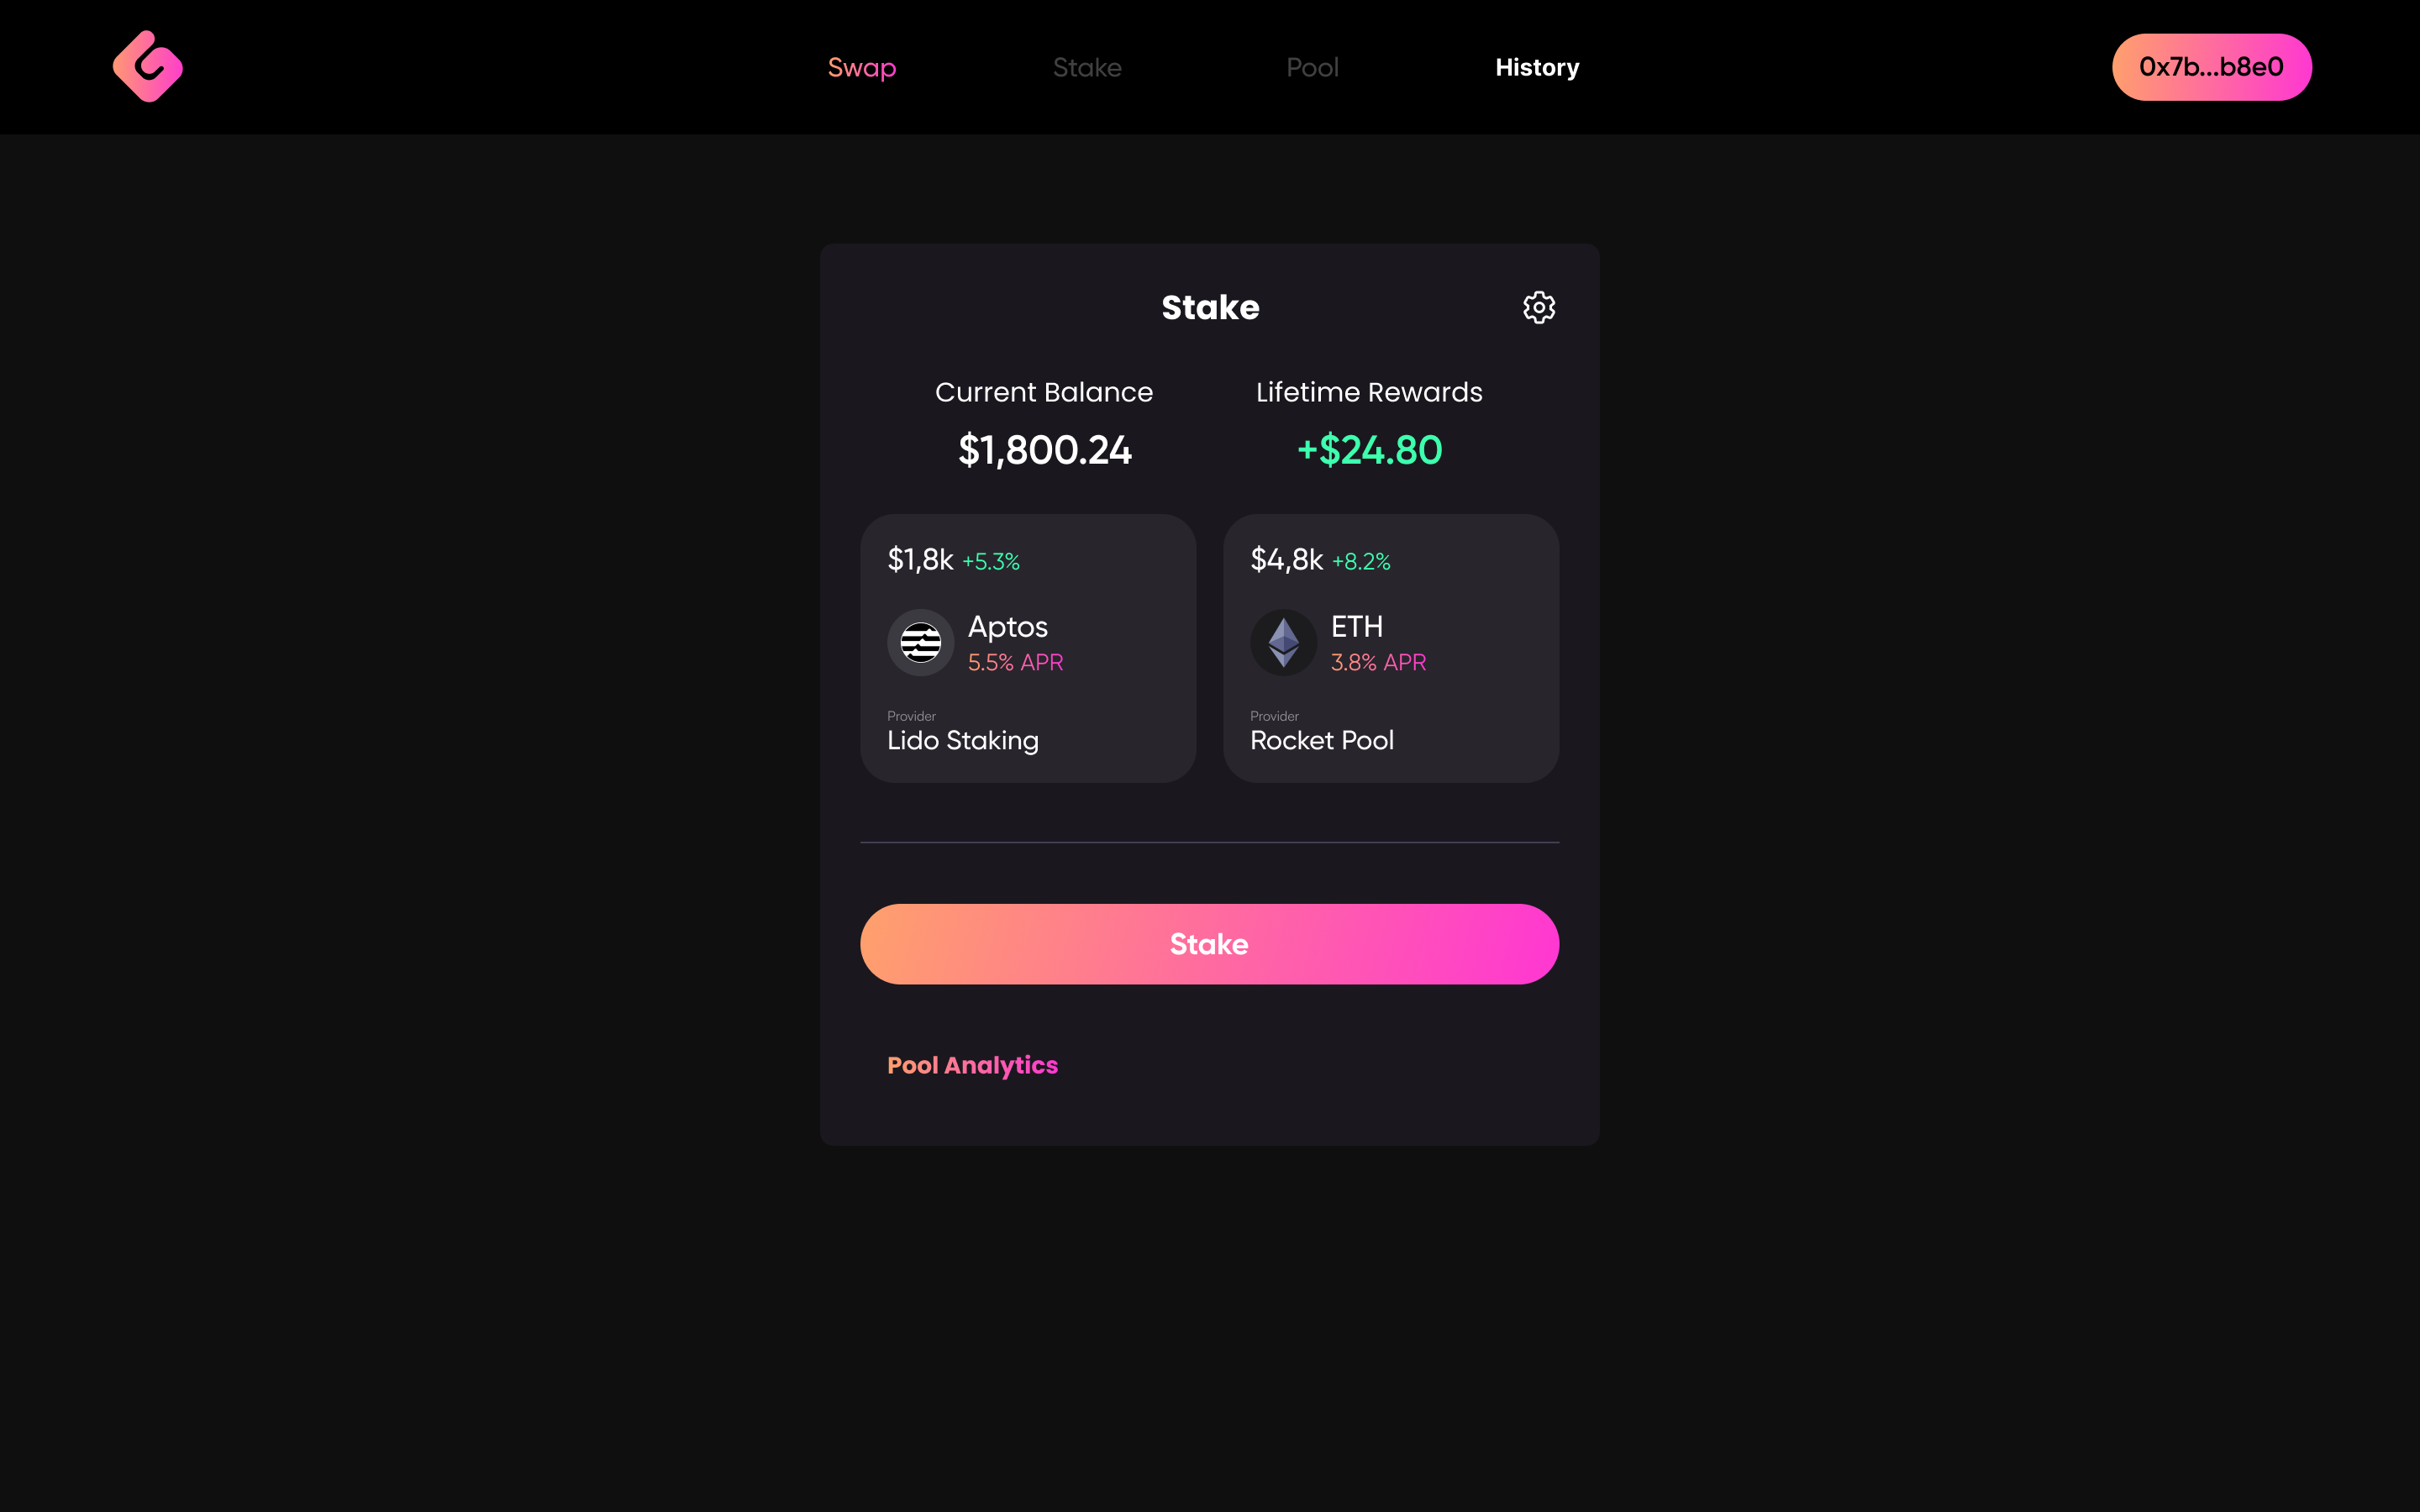 Swap Stake Pool History 0x7b...b8e0
Stake
Current Balance Lifetime Rewards
$1,800.24 +$24.80
$1,8k +5.3%
Aptos
5.5% APR
Provider
Lido Staking
$4,8k +8.2%
ETH
3.8% APR
Provider
Rocket Pool
Stake
Pool Analytics